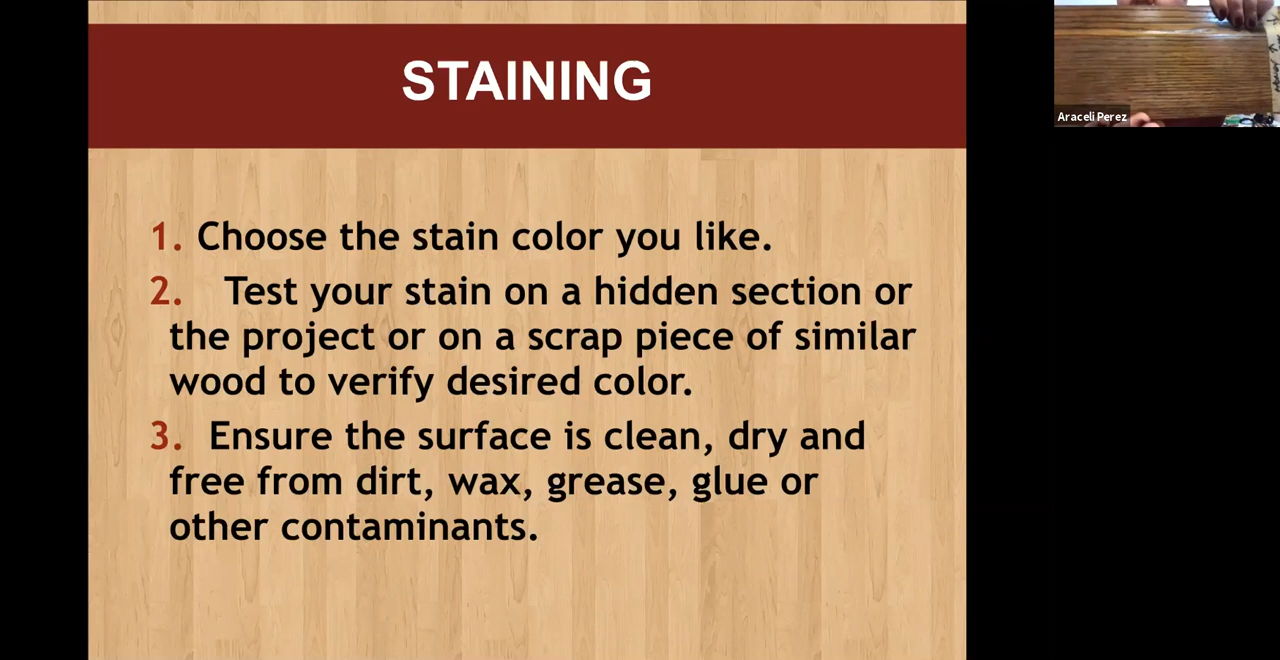 STAINING
Araceli Perez
1. Choose the stain color you like.
2. Test your stain on a hidden section or
the project or on a scrap piece of similar
wood to verify desired color.
3. Ensure the surface is clean, dry and
free from dirt, wax, grease, glue or
other contaminants.